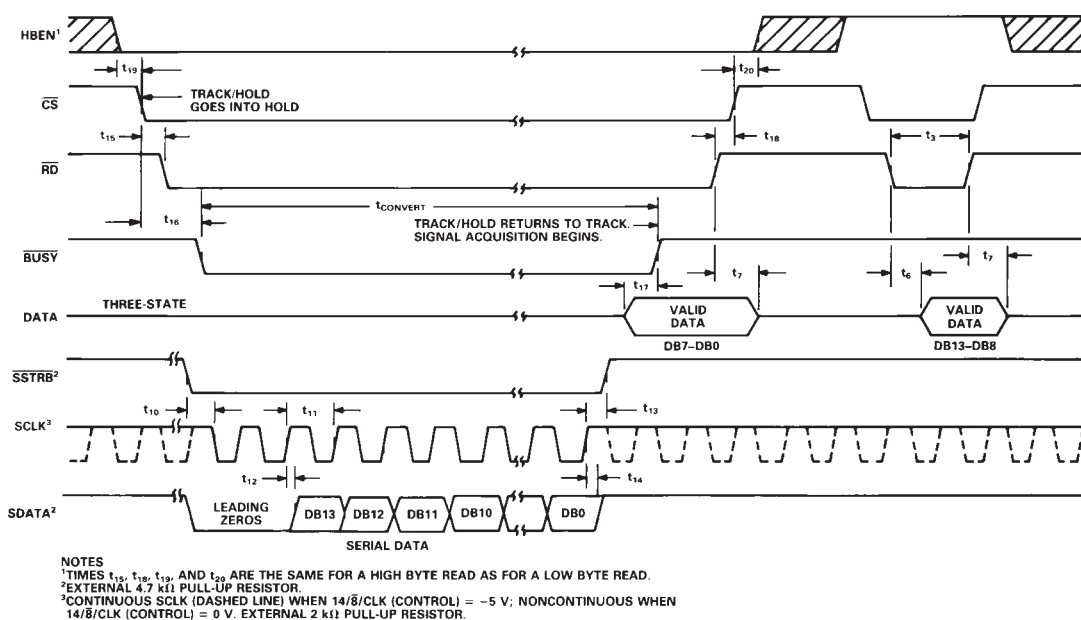 HBEN¹
t₁₉
t₂₀
TRACK/HOLD
GOES INTO HOLD
C̅S̅
t₁₅
t₁₈
t₃
R̅D̅
tCONVERT
t₁₆
TRACK/HOLD RETURNS TO TRACK.
SIGNAL ACQUISITION BEGINS.
B̅U̅S̅Y̅
t₁₇
t₇
t₆
t₇
THREE-STATE
DATA
VALID
DATA
VALID
DATA
DB7–DB0
DB13–DB8
S̅S̅T̅R̅B̅²
t₁₀
t₁₁
t₁₃
SCLK³
t₁₂
t₁₄
SDATA²
LEADING
ZEROS
DB13
DB12
DB11
DB10
DB0
SERIAL DATA
NOTES
¹TIMES t₁₅, t₁₈, t₁₉, AND t₂₀ ARE THE SAME FOR A HIGH BYTE READ AS FOR A LOW BYTE READ.
²EXTERNAL 4.7 kΩ PULL-UP RESISTOR.
³CONTINUOUS SCLK (DASHED LINE) WHEN 14/8̅/CLK (CONTROL) = –5 V; NONCONTINUOUS WHEN
14/8̅/CLK (CONTROL) = 0 V. EXTERNAL 2 kΩ PULL-UP RESISTOR.